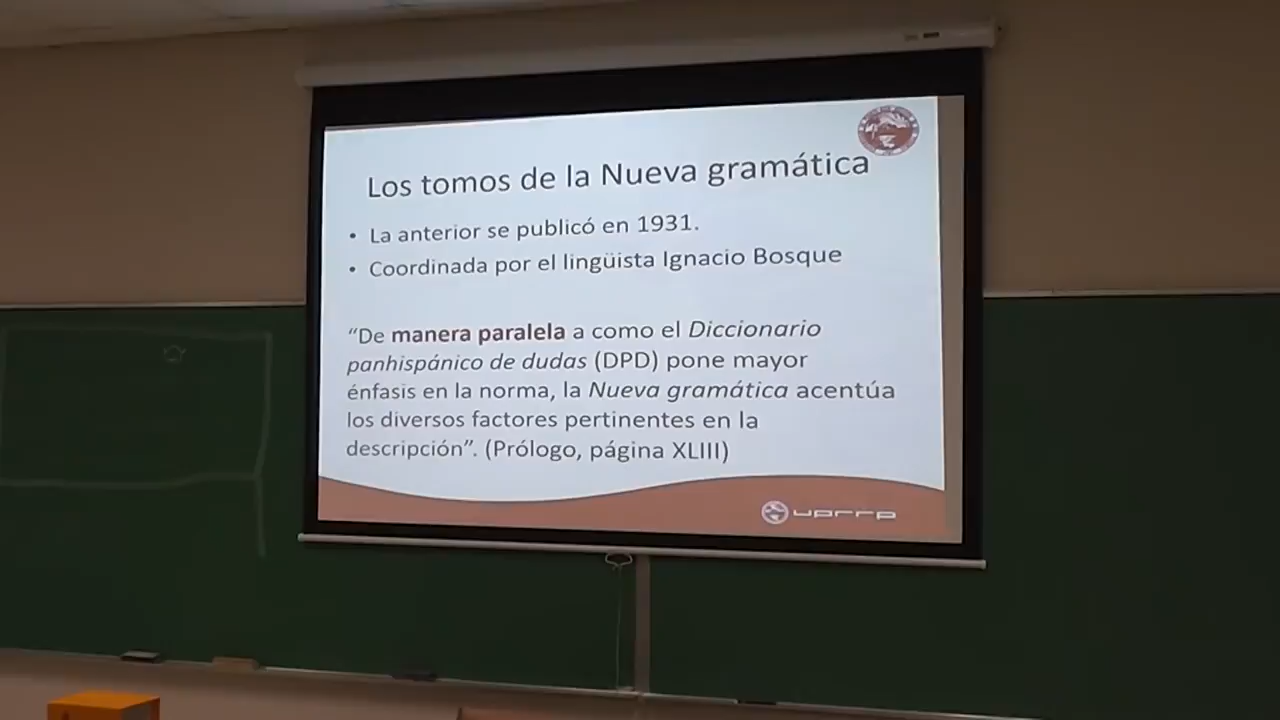 Los tomos de la Nueva gramática
• La anterior se publicó en 1931.
• Coordinada por el lingüista Ignacio Bosque
“De manera paralela a como el Diccionario
panhispánico de dudas (DPD) pone mayor
énfasis en la norma, la Nueva gramática acentúa
los diversos factores pertinentes en la
descripción”. (Prólogo, página XLIII)
uprrp